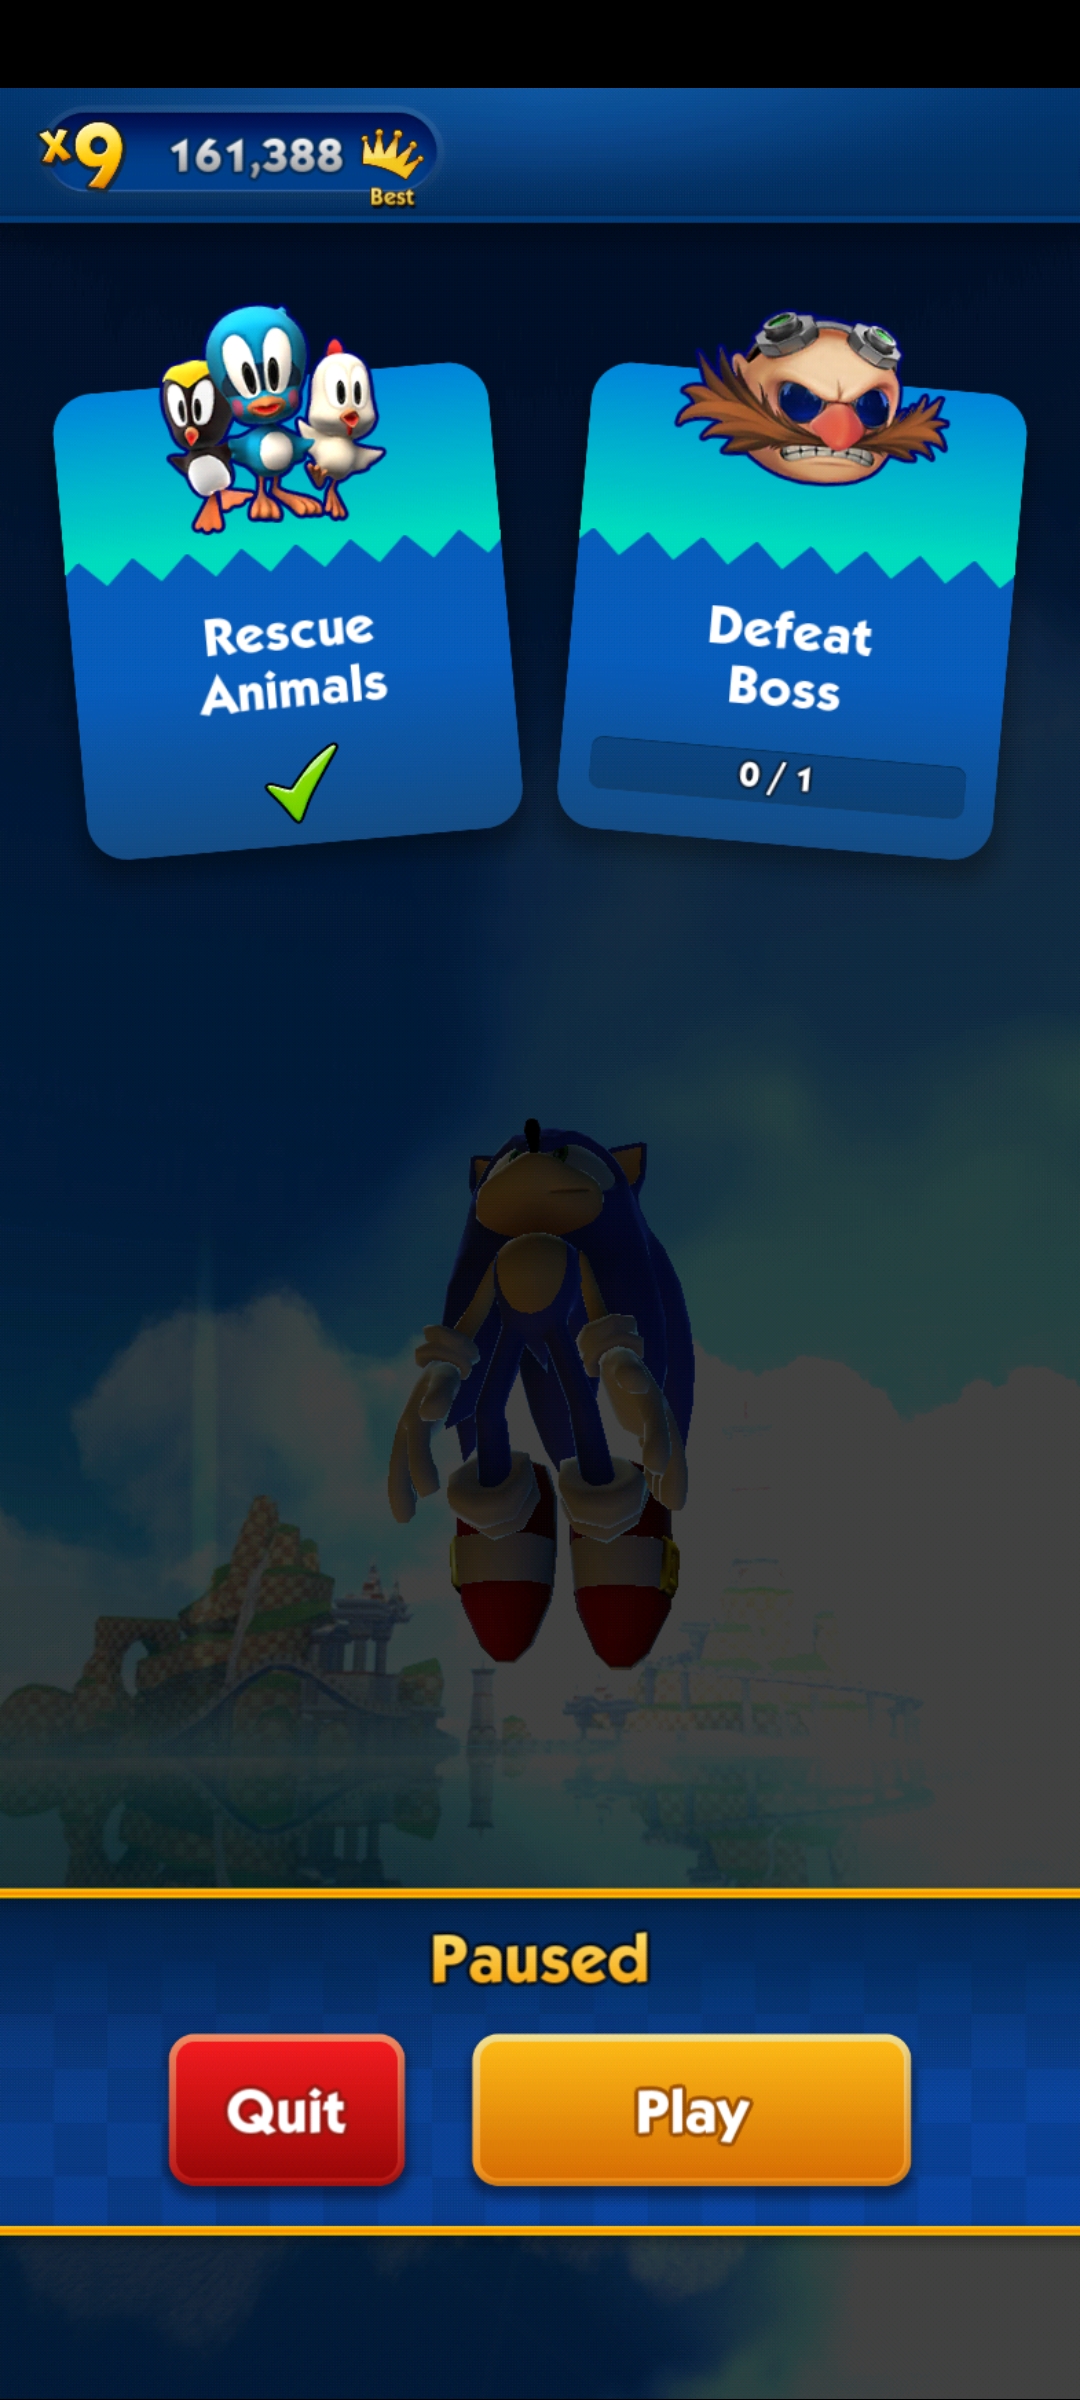 x9 161,388
Best
Rescue
Animals
Defeat
Boss
0 / 1
Paused
Quit
Play